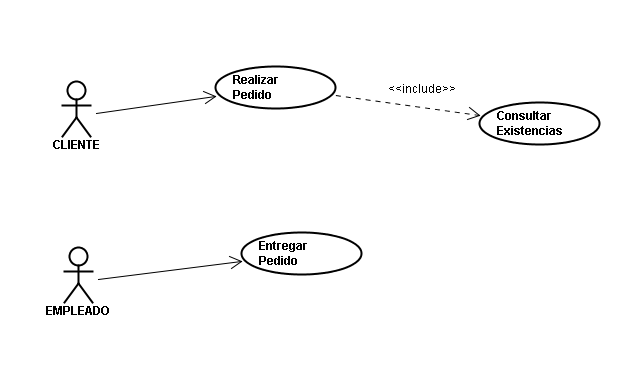 Realizar
Pedido
<<include>>
Consultar
Existencias
CLIENTE
Entregar
Pedido
EMPLEADO